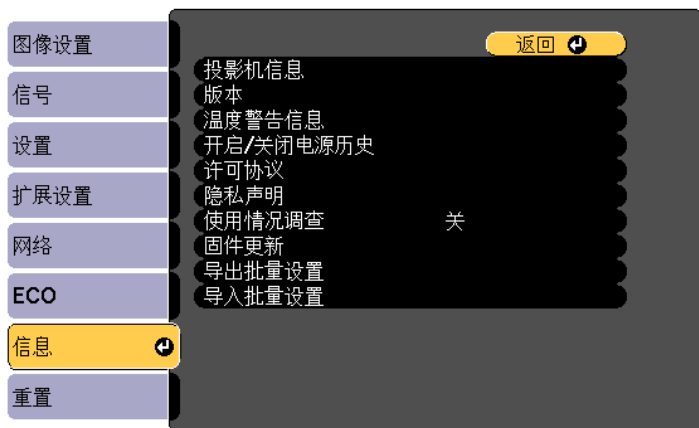 图像设置
信号
设置
扩展设置
网络
ECO
信息
重置
返回
投影机信息
版本
温度警告信息
开启/关闭电源历史
许可协议
隐私声明
使用情况调查 关
固件更新
导出批量设置
导入批量设置